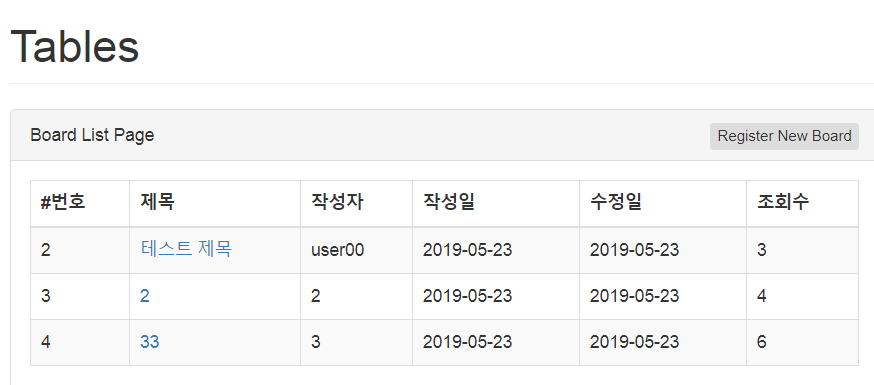 Tables
Board List Page Register New Board
#번호 제목 작성자 작성일 수정일 조회수
2 테스트 제목 user00 2019-05-23 2019-05-23 3
3 2 2 2019-05-23 2019-05-23 4
4 33 3 2019-05-23 2019-05-23 6